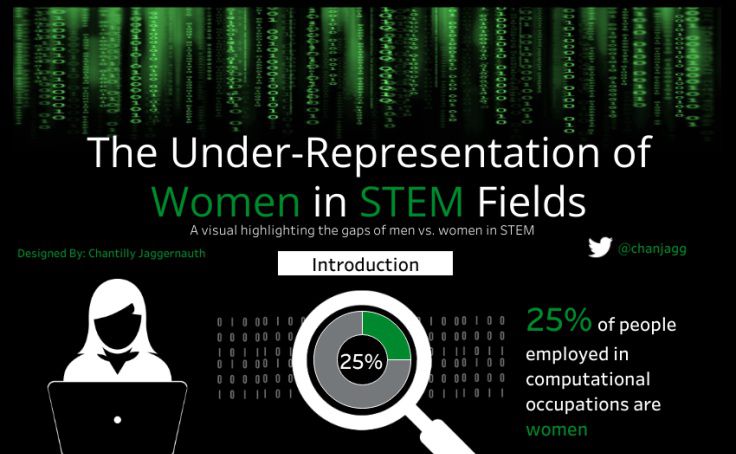 The Under-Representation of
Women in STEM Fields
A visual highlighting the gaps of men vs. women in STEM
Designed By: Chantilly Jaggernauth
@chanjagg
Introduction
25%
25% of people
employed in
computational
occupations are
women